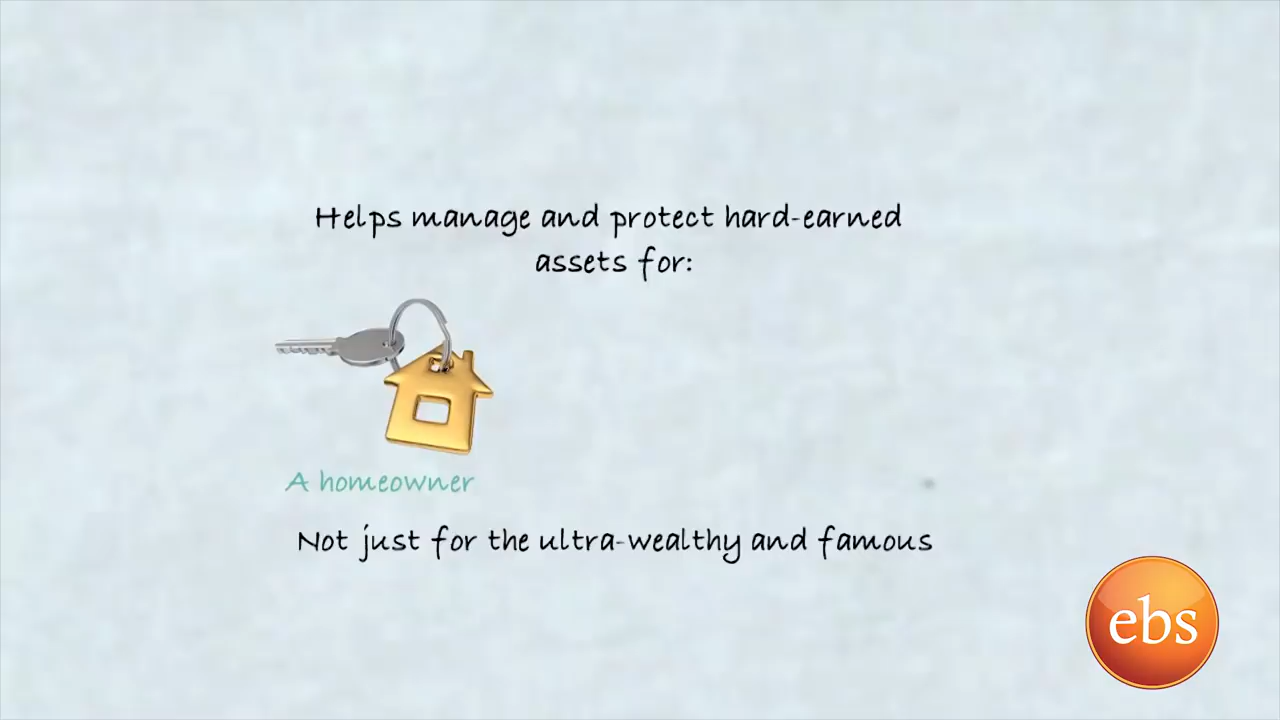 Helps manage and protect hard-earned
assets for:
A homeowner
Not just for the ultra-wealthy and famous
ebs